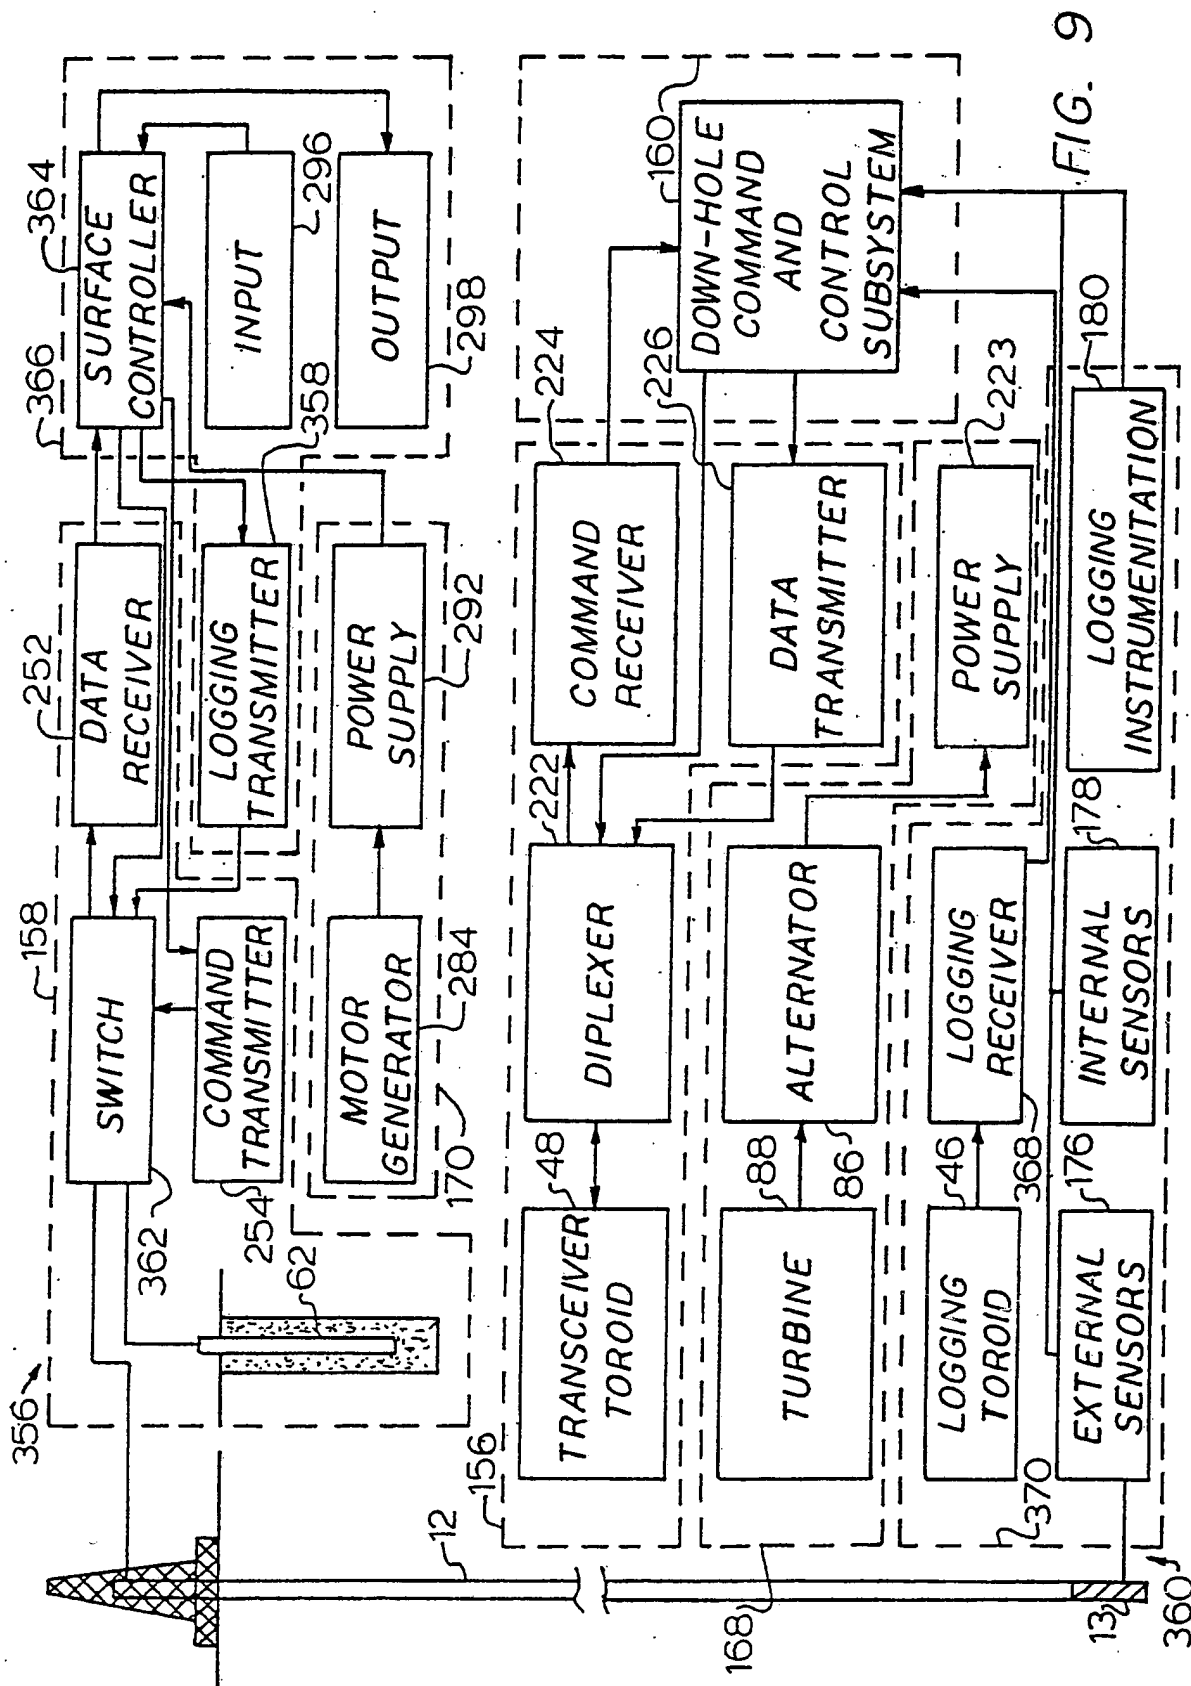 356
158
SWITCH
362
252
DATA
RECEIVER
366
364
SURFACE
CONTROLLER
COMMAND
TRANSMITTER
254
LOGGING
TRANSMITTER
358
INPUT
296
62
MOTOR
GENERATOR
284
170
POWER
SUPPLY
292
OUTPUT
298
12
156
TRANSCEIVER
TOROID
48
DIPLEXER
222
COMMAND
RECEIVER
224
160
DOWN-HOLE
COMMAND
AND
CONTROL
SUBSYSTEM
226
DATA
TRANSMITTER
168
TURBINE
88
ALTERNATOR
86
POWER
SUPPLY
223
370
LOGGING
TOROID
46
LOGGING
RECEIVER
368
EXTERNAL
SENSORS
176
INTERNAL
SENSORS
178
LOGGING
INSTRUMENITATION
180
13
360
FIG. 9